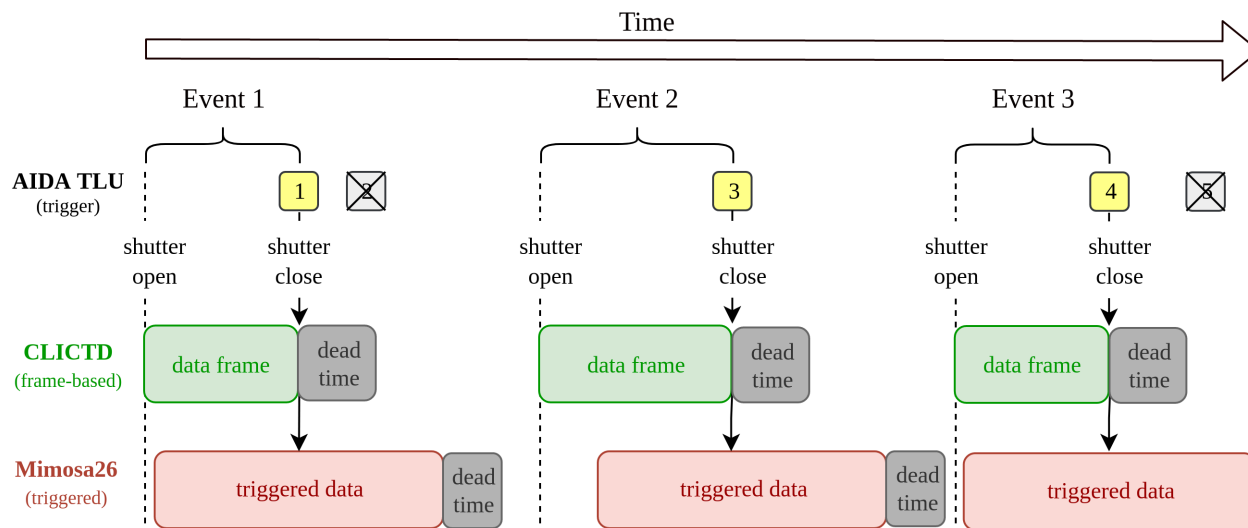 Time
Event 1
Event 2
Event 3
AIDA TLU
(trigger)
1
2
3
4
5
shutter
open
shutter
close
shutter
open
shutter
close
shutter
open
shutter
close
CLICTD
(frame-based)
data frame
dead
time
data frame
dead
time
data frame
dead
time
Mimosa26
(triggered)
triggered data
dead
time
triggered data
dead
time
triggered data